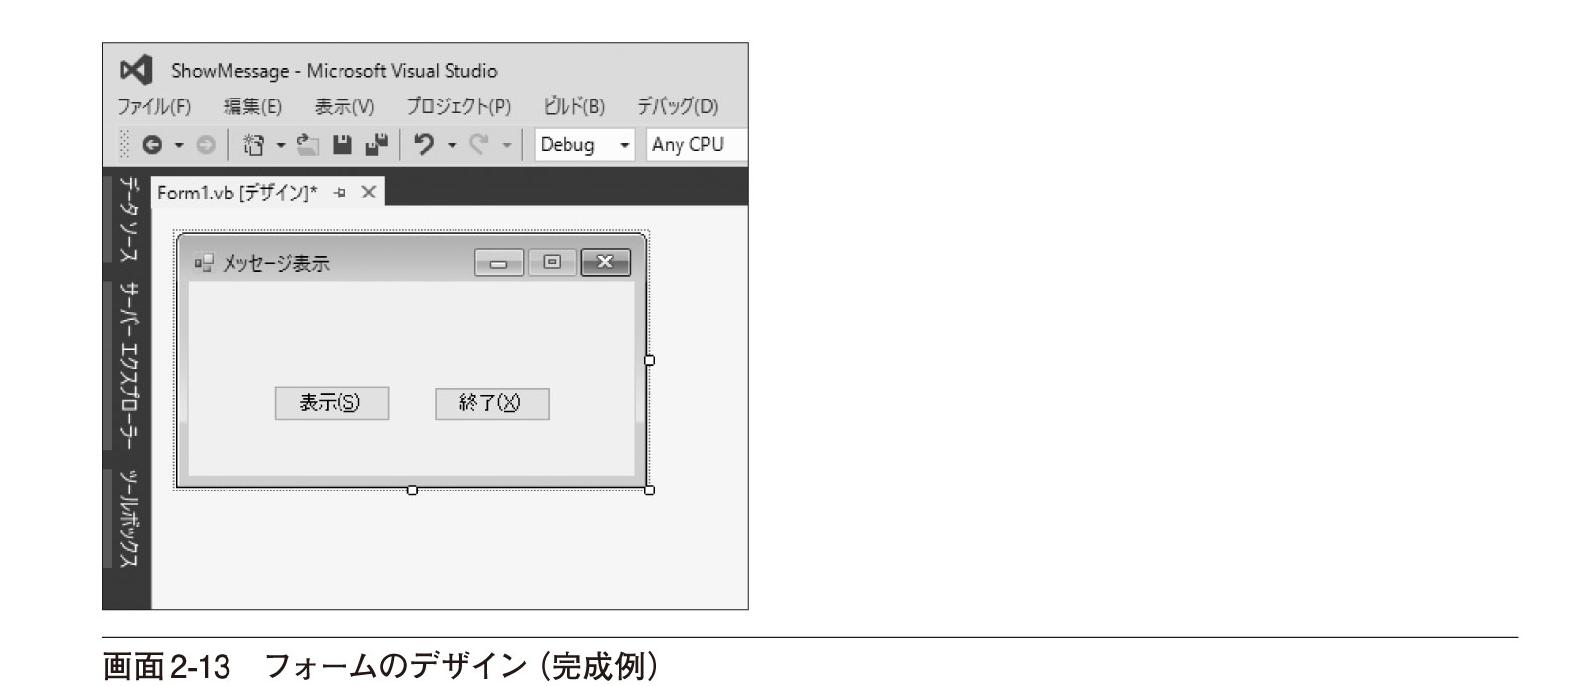 ShowMessage - Microsoft Visual Studio
ファイル(F) 編集(E) 表示(V) プロジェクト(P) ビルド(B) デバッグ(D)
Debug Any CPU
Form1.vb [デザイン]*
データ ソース
サーバー エクスプローラー
ツールボックス
メッセージ表示
表示(S) 終了(X)
画面2-13 フォームのデザイン（完成例）